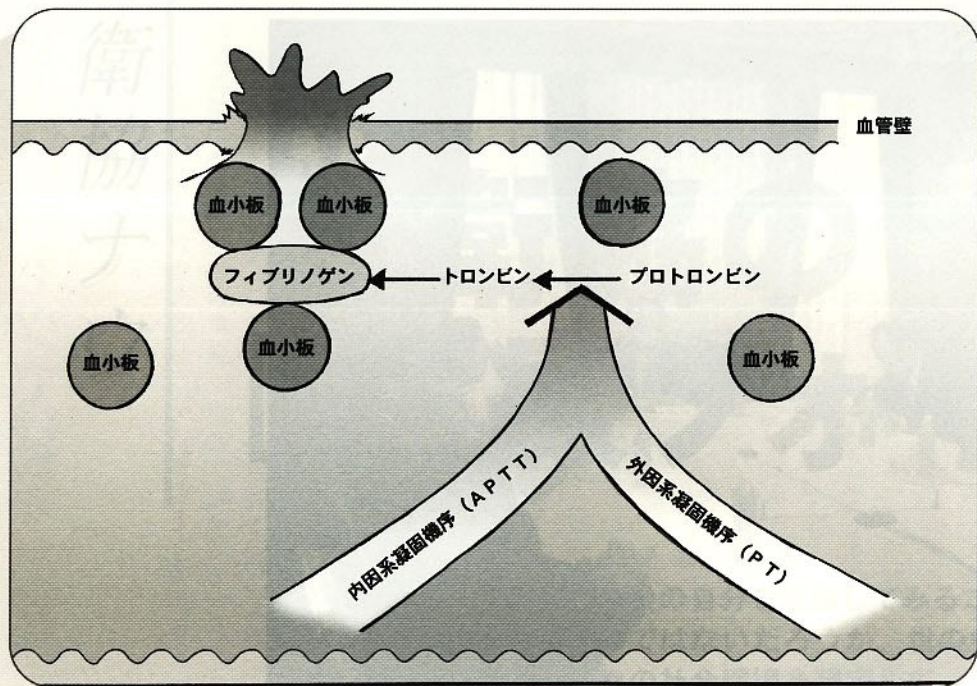 血管壁
血小板
血小板
血小板
フィブリノゲン
トロンビン
プロトロンビン
血小板
血小板
血小板
内因系凝固機序（APTT）
外因系凝固機序（PT）